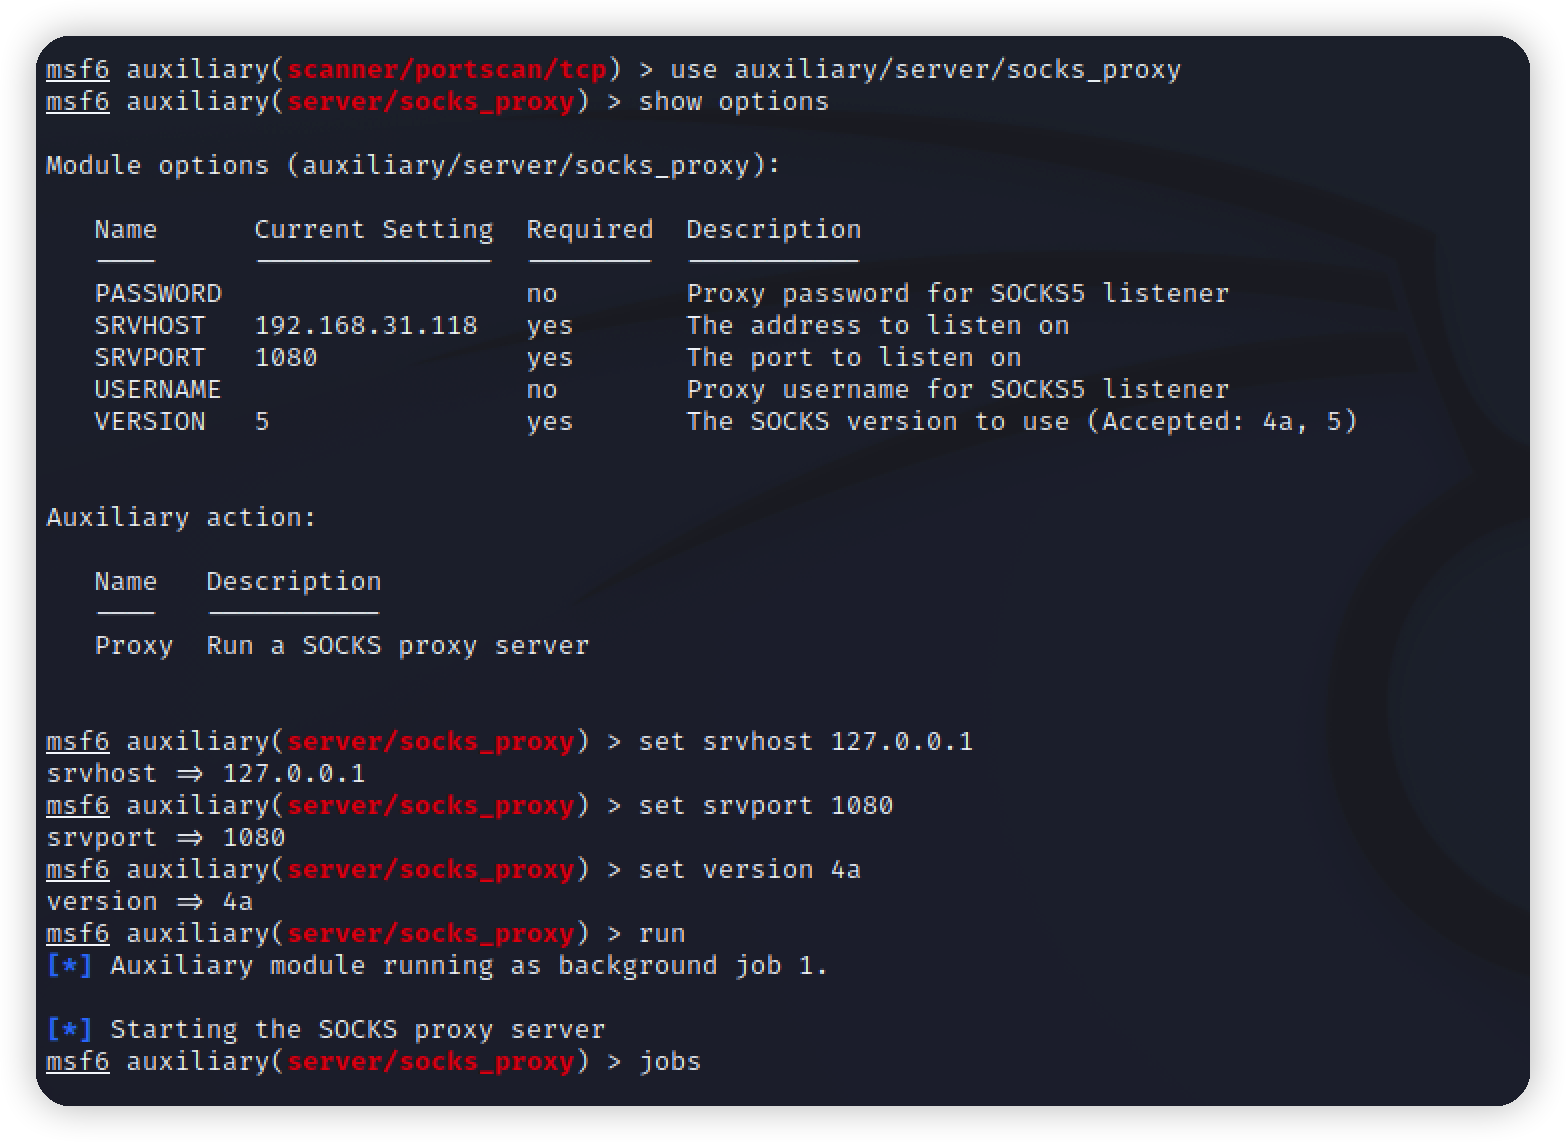 msf6 auxiliary(scanner/portscan/tcp) > use auxiliary/server/socks_proxy
msf6 auxiliary(server/socks_proxy) > show options
Module options (auxiliary/server/socks_proxy):
Name Current Setting Required Description
PASSWORD no Proxy password for SOCKS5 listener
SRVHOST 192.168.31.118 yes The address to listen on
SRVPORT 1080 yes The port to listen on
USERNAME no Proxy username for SOCKS5 listener
VERSION 5 yes The SOCKS version to use (Accepted: 4a, 5)
Auxiliary action:
Name Description
Proxy Run a SOCKS proxy server
msf6 auxiliary(server/socks_proxy) > set srvhost 127.0.0.1
srvhost ⇒ 127.0.0.1
msf6 auxiliary(server/socks_proxy) > set srvport 1080
srvport ⇒ 1080
msf6 auxiliary(server/socks_proxy) > set version 4a
version ⇒ 4a
msf6 auxiliary(server/socks_proxy) > run
[*] Auxiliary module running as background job 1.
[*] Starting the SOCKS proxy server
msf6 auxiliary(server/socks_proxy) > jobs